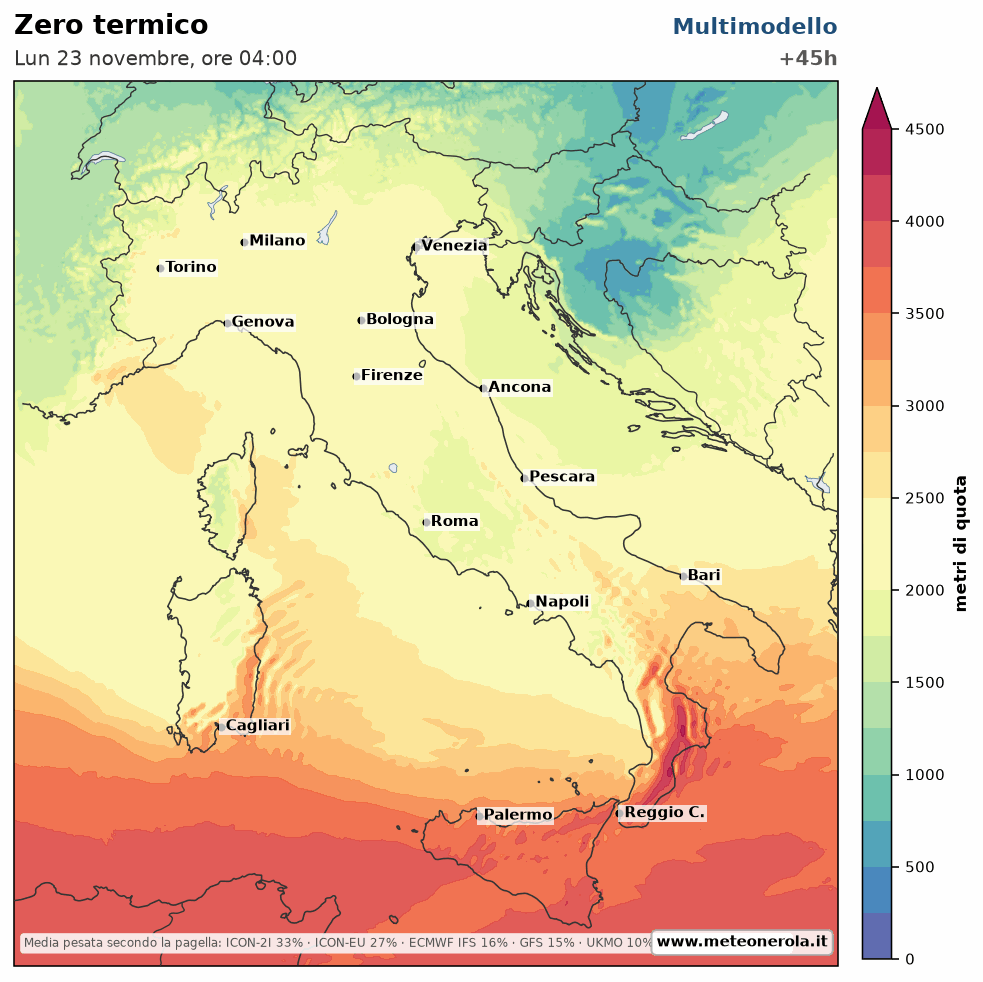 Zero termico
Multimodello
Lun 23 novembre, ore 04:00
+45h
4500
4000
3500
3000
2500
2000
1500
1000
500
0
metri di quota
Milano
Venezia
Torino
Genova
Bologna
Firenze
Ancona
Pescara
Roma
Bari
Napoli
Cagliari
Palermo
Reggio C.
Media pesata secondo la pagella: ICON-2I 33% · ICON-EU 27% · ECMWF IFS 16% · GFS 15% · UKMO 10%
www.meteonerola.it